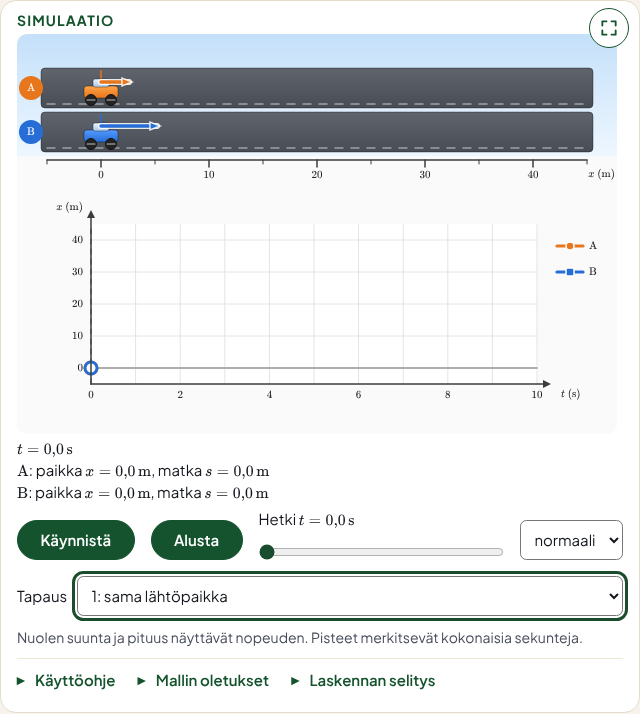 SIMULAATIO
A
B
0 10 20 30 40 x (m)
x (m)
40
30
20
10
0
0 2 4 6 8 10 t (s)
A
B
t = 0,0 s
A: paikka x = 0,0 m, matka s = 0,0 m
B: paikka x = 0,0 m, matka s = 0,0 m
Käynnistä Alusta Hetki t = 0,0 s normaali
Tapaus 1: sama lähtöpaikka
Nuolen suunta ja pituus näyttävät nopeuden. Pisteet merkitsevät kokonaisia sekunteja.
Käyttöohje Mallin oletukset Laskennan selitys